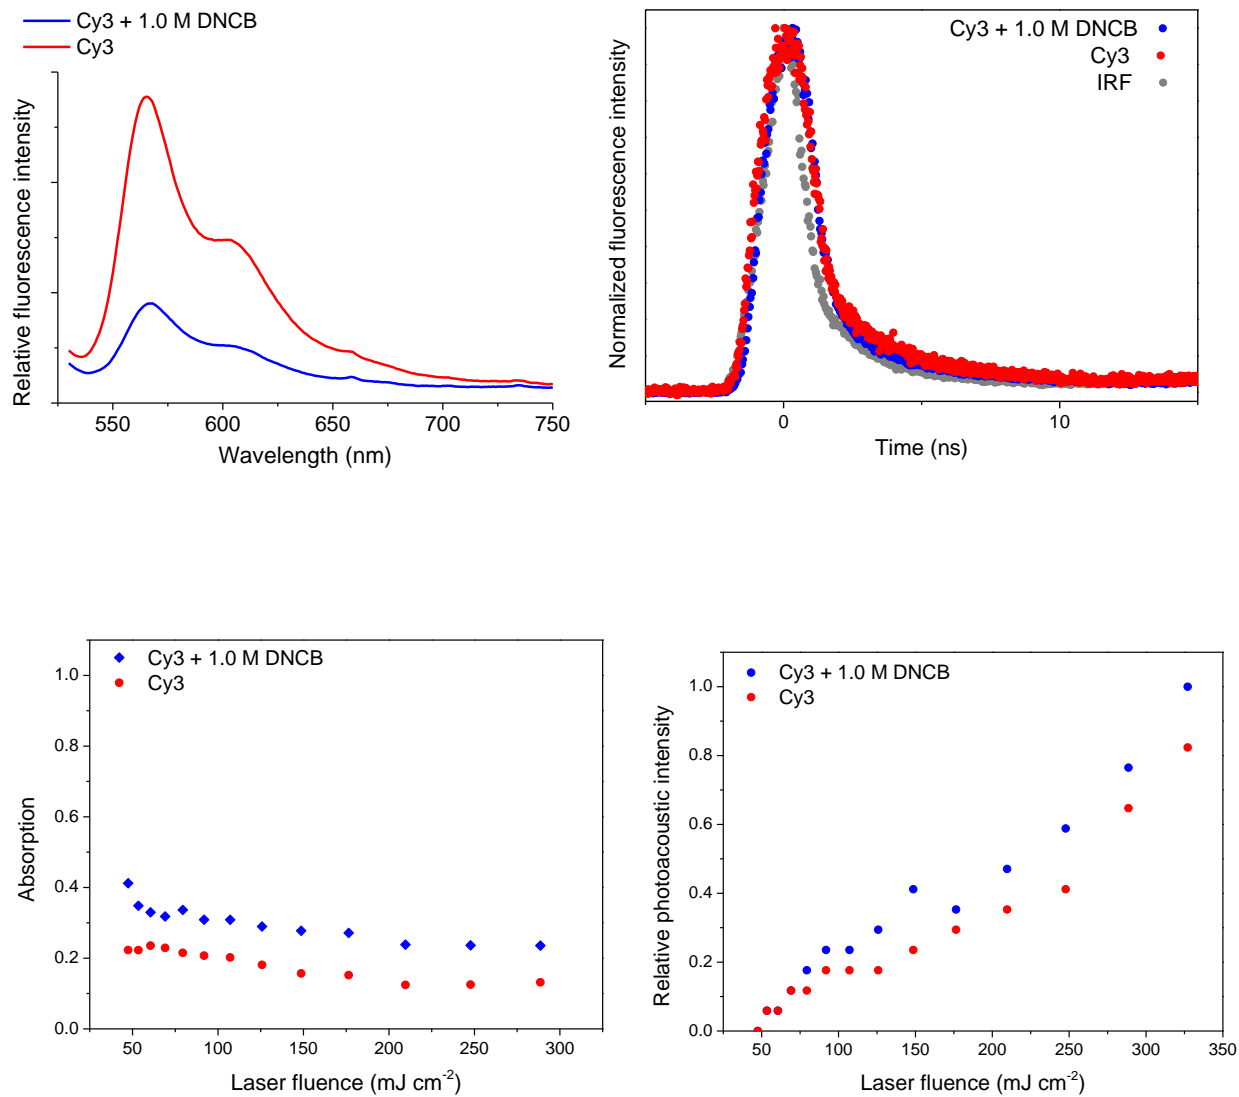 Cy3 + 1.0 M DNCB
Cy3
Relative fluorescence intensity
550
600
650
700
750
Wavelength (nm)
Cy3 + 1.0 M DNCB
Cy3
IRF
Normalized fluorescence intensity
0
10
Time (ns)
Cy3 + 1.0 M DNCB
Cy3
1.0
0.8
0.6
0.4
0.2
0.0
Absorption
50
100
150
200
250
300
Laser fluence (mJ cm⁻²)
Cy3 + 1.0 M DNCB
Cy3
1.0
0.8
0.6
0.4
0.2
0.0
Relative photoacoustic intensity
50
100
150
200
250
300
350
Laser fluence (mJ cm⁻²)